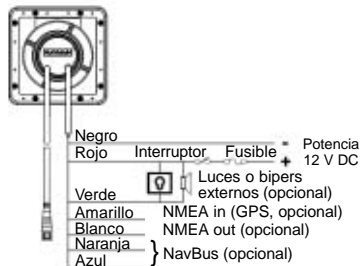 Negro - Potencia
Rojo Interruptor Fusible + 12 V DC
Luces o bipers
Verde externos (opcional)
Amarillo NMEA in (GPS, opcional)
Blanco NMEA out (opcional)
Naranja
} NavBus (opcional)
Azul